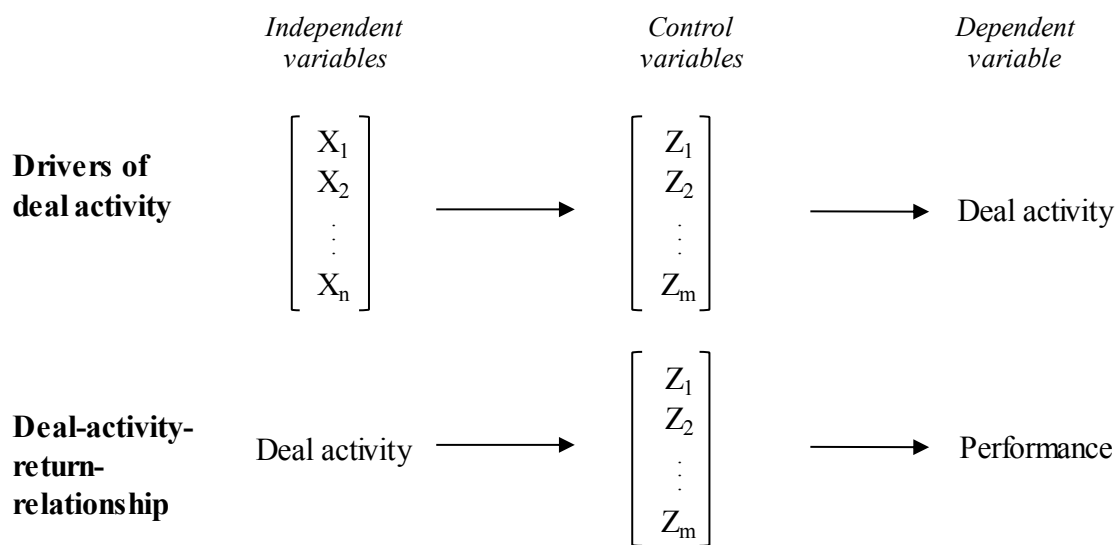 Independent
variables
Control
variables
Dependent
variable
Drivers of
deal activity
X1
X2
⋮
Xn
Z1
Z2
⋮
Zm
Deal activity
Deal-activity-
return-
relationship
Deal activity
Z1
Z2
⋮
Zm
Performance